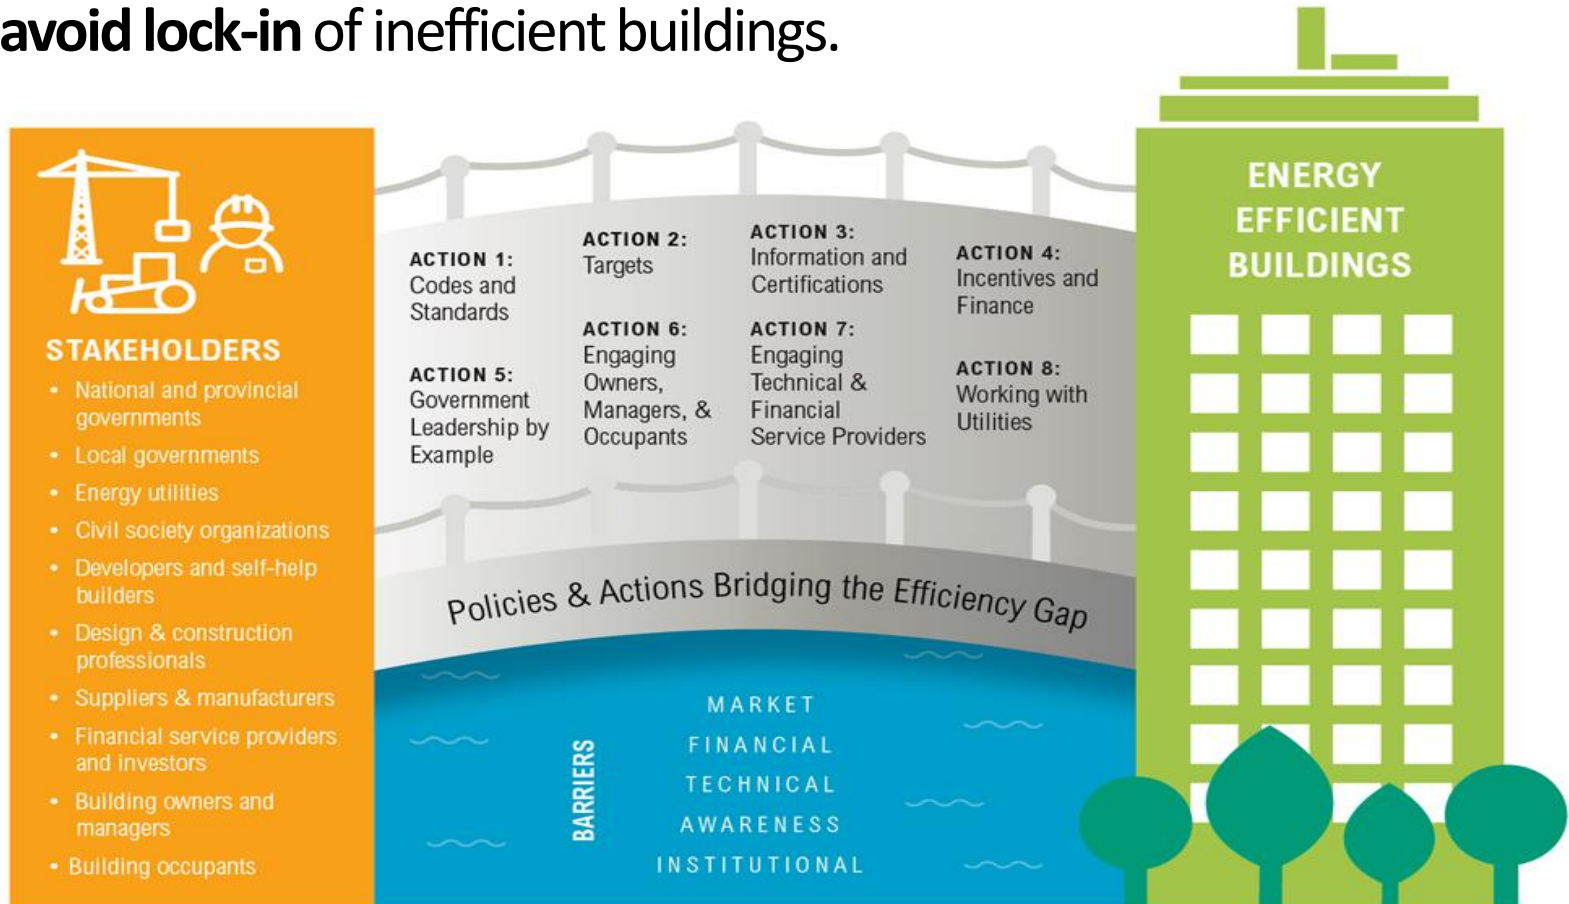 avoid lock-in of inefficient buildings.
STAKEHOLDERS
• National and provincial
governments
• Local governments
• Energy utilities
• Civil society organizations
• Developers and self-help
builders
• Design & construction
professionals
• Suppliers & manufacturers
• Financial service providers
and investors
• Building owners and
managers
• Building occupants
ACTION 1:
Codes and
Standards
ACTION 2:
Targets
ACTION 3:
Information and
Certifications
ACTION 4:
Incentives and
Finance
ACTION 5:
Government
Leadership by
Example
ACTION 6:
Engaging
Owners,
Managers, &
Occupants
ACTION 7:
Engaging
Technical &
Financial
Service Providers
ACTION 8:
Working with
Utilities
Policies & Actions Bridging the Efficiency Gap
BARRIERS
MARKET
FINANCIAL
TECHNICAL
AWARENESS
INSTITUTIONAL
ENERGY
EFFICIENT
BUILDINGS